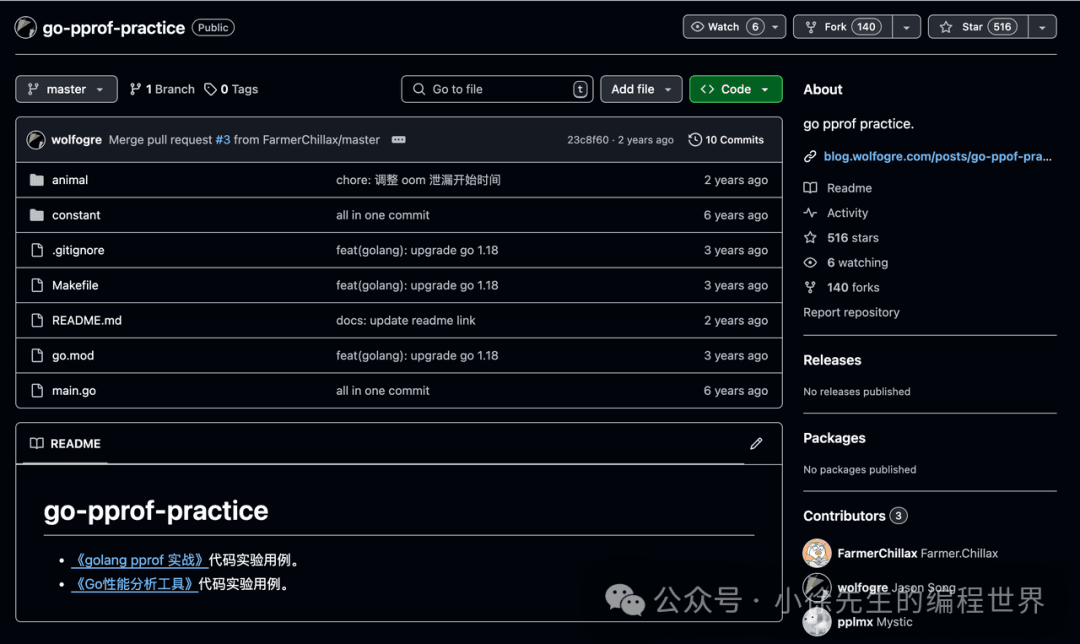 go-pprof-practice Public
Watch 6 Fork 140 Star 516
master 1 Branch 0 Tags Go to file t Add file Code
wolfogre Merge pull request #3 from FarmerChillax/master 23c8f60 · 2 years ago 10 Commits
animal chore: 调整 oom 泄漏开始时间 2 years ago
constant all in one commit 6 years ago
.gitignore feat(golang): upgrade go 1.18 3 years ago
Makefile feat(golang): upgrade go 1.18 3 years ago
README.md docs: update readme link 2 years ago
go.mod feat(golang): upgrade go 1.18 3 years ago
main.go all in one commit 6 years ago
README
go-pprof-practice
《golang pprof 实战》代码实验用例。
《Go性能分析工具》代码实验用例。
About
go pprof practice.
blog.wolfogre.com/posts/go-ppof-pra...
Readme
Activity
516 stars
6 watching
140 forks
Report repository
Releases
No releases published
Packages
No packages published
Contributors 3
FarmerChillax Farmer.Chillax
wolfogre Jason Song
pplmx Mystic
公众号 · 小徐先生的编程世界